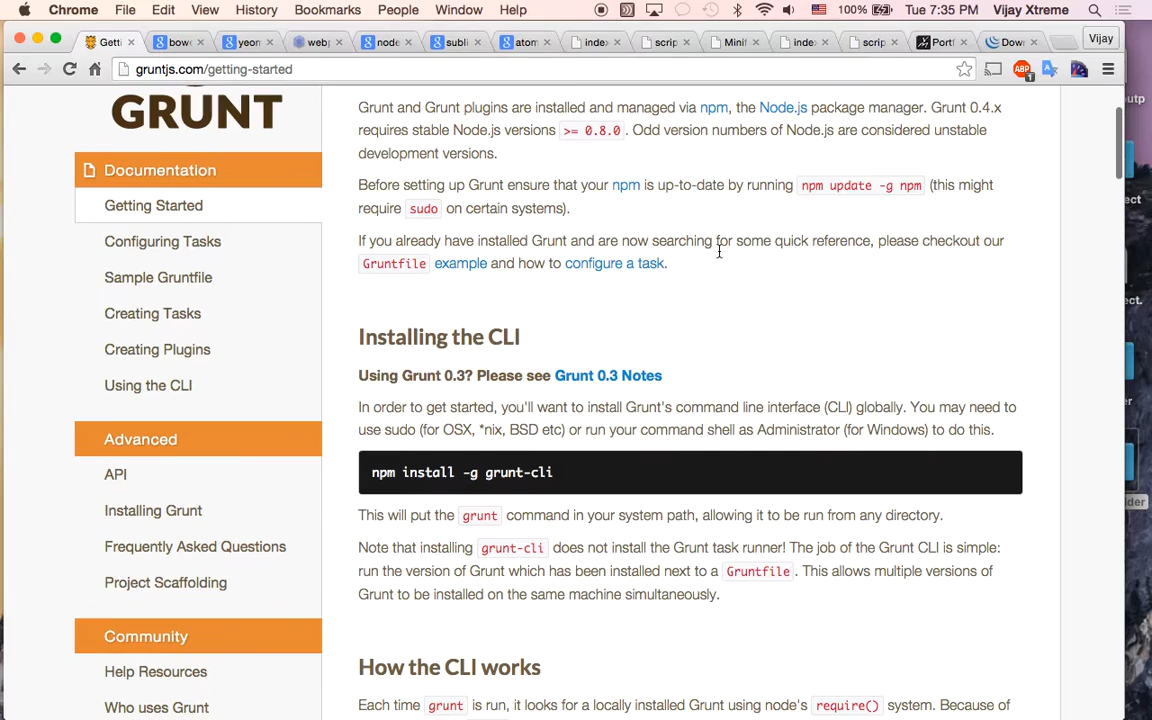 Chrome File Edit View History Bookmarks People Window Help 100% Tue 7:35 PM Vijay Xtreme
Getti bowe yeon webp node subli atom index scrip Minif index scrip Portf Down Vijay
gruntjs.com/getting-started
GRUNT
Documentation
Getting Started
Configuring Tasks
Sample Gruntfile
Creating Tasks
Creating Plugins
Using the CLI
Advanced
API
Installing Grunt
Frequently Asked Questions
Project Scaffolding
Community
Help Resources
Who uses Grunt
Grunt and Grunt plugins are installed and managed via npm, the Node.js package manager. Grunt 0.4.x
requires stable Node.js versions >= 0.8.0. Odd version numbers of Node.js are considered unstable
development versions.
Before setting up Grunt ensure that your npm is up-to-date by running npm update -g npm (this might
require sudo on certain systems).
If you already have installed Grunt and are now searching for some quick reference, please checkout our
Gruntfile example and how to configure a task.
Installing the CLI
Using Grunt 0.3? Please see Grunt 0.3 Notes
In order to get started, you'll want to install Grunt's command line interface (CLI) globally. You may need to
use sudo (for OSX, *nix, BSD etc) or run your command shell as Administrator (for Windows) to do this.
npm install -g grunt-cli
This will put the grunt command in your system path, allowing it to be run from any directory.
Note that installing grunt-cli does not install the Grunt task runner! The job of the Grunt CLI is simple:
run the version of Grunt which has been installed next to a Gruntfile. This allows multiple versions of
Grunt to be installed on the same machine simultaneously.
How the CLI works
Each time grunt is run, it looks for a locally installed Grunt using node's require() system. Because of